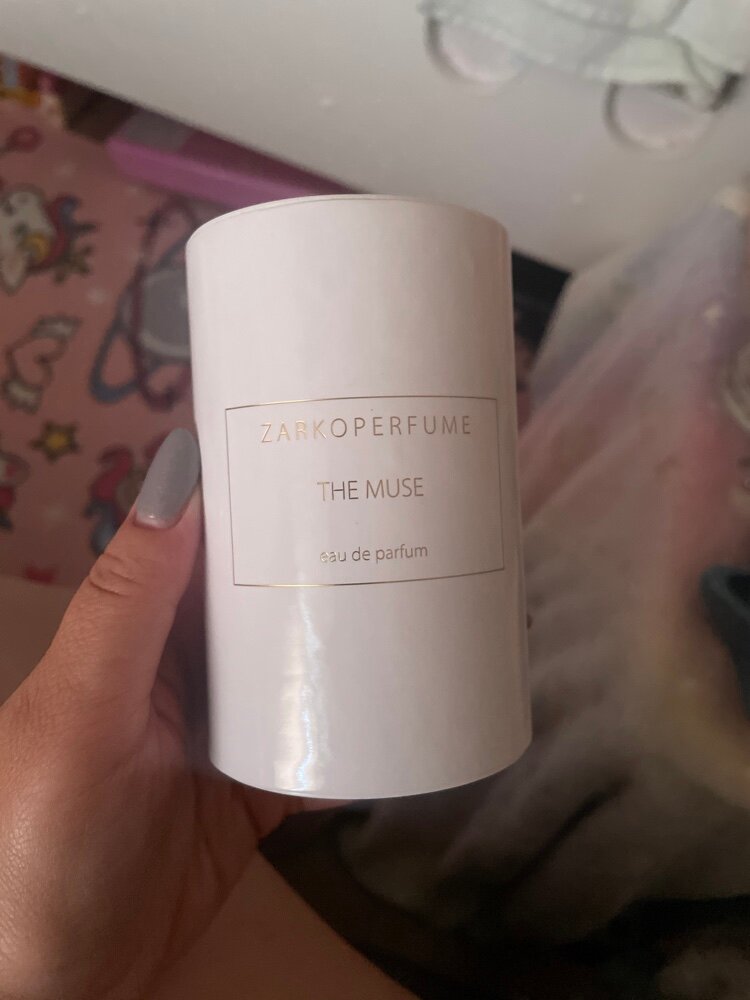 ZARKOPERFUME
THE MUSE
eau de parfum